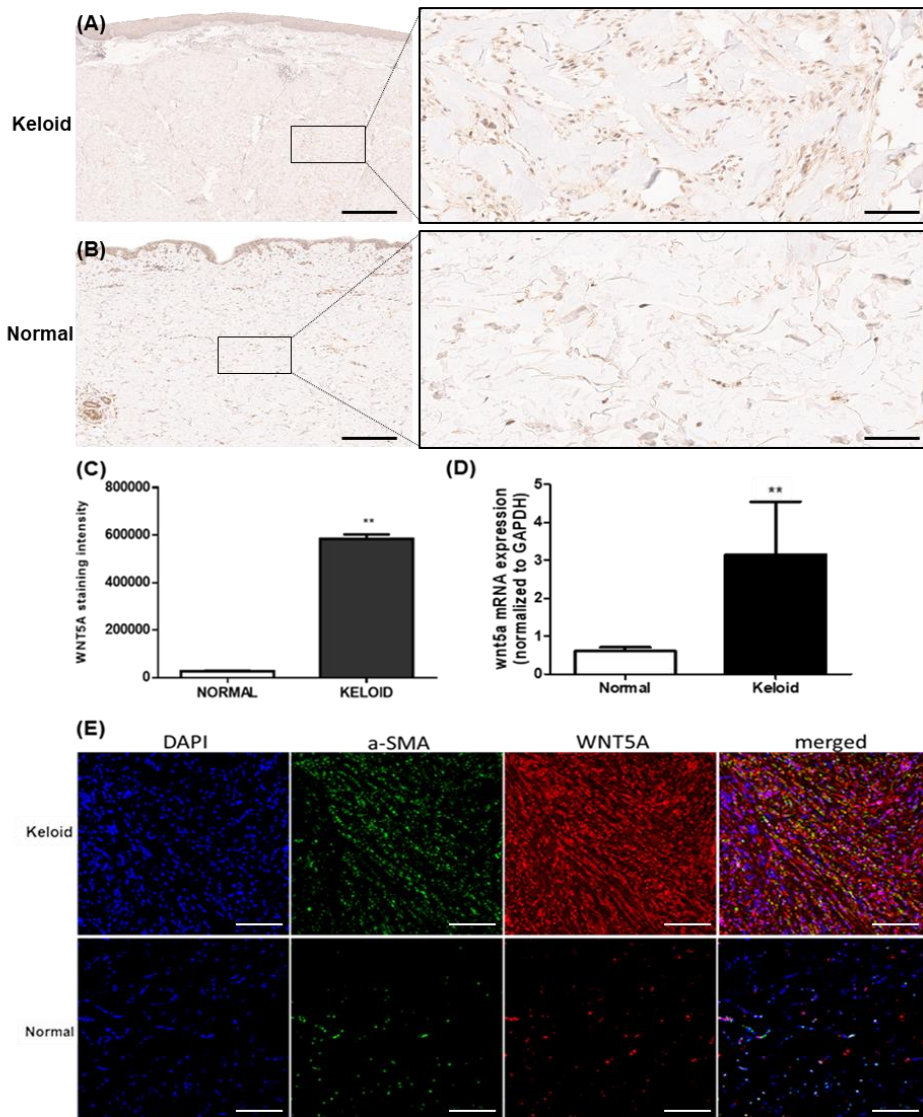 (A)
Keloid
(B)
Normal
(C)
WNT5A staining intensity
800000
600000
400000
200000
0
**
NORMAL
KELOID
(D)
wnt5a mRNA expression
(normalized to GAPDH)
5
4
3
2
1
0
**
Normal
Keloid
(E)
DAPI
a-SMA
WNT5A
merged
Keloid
Normal